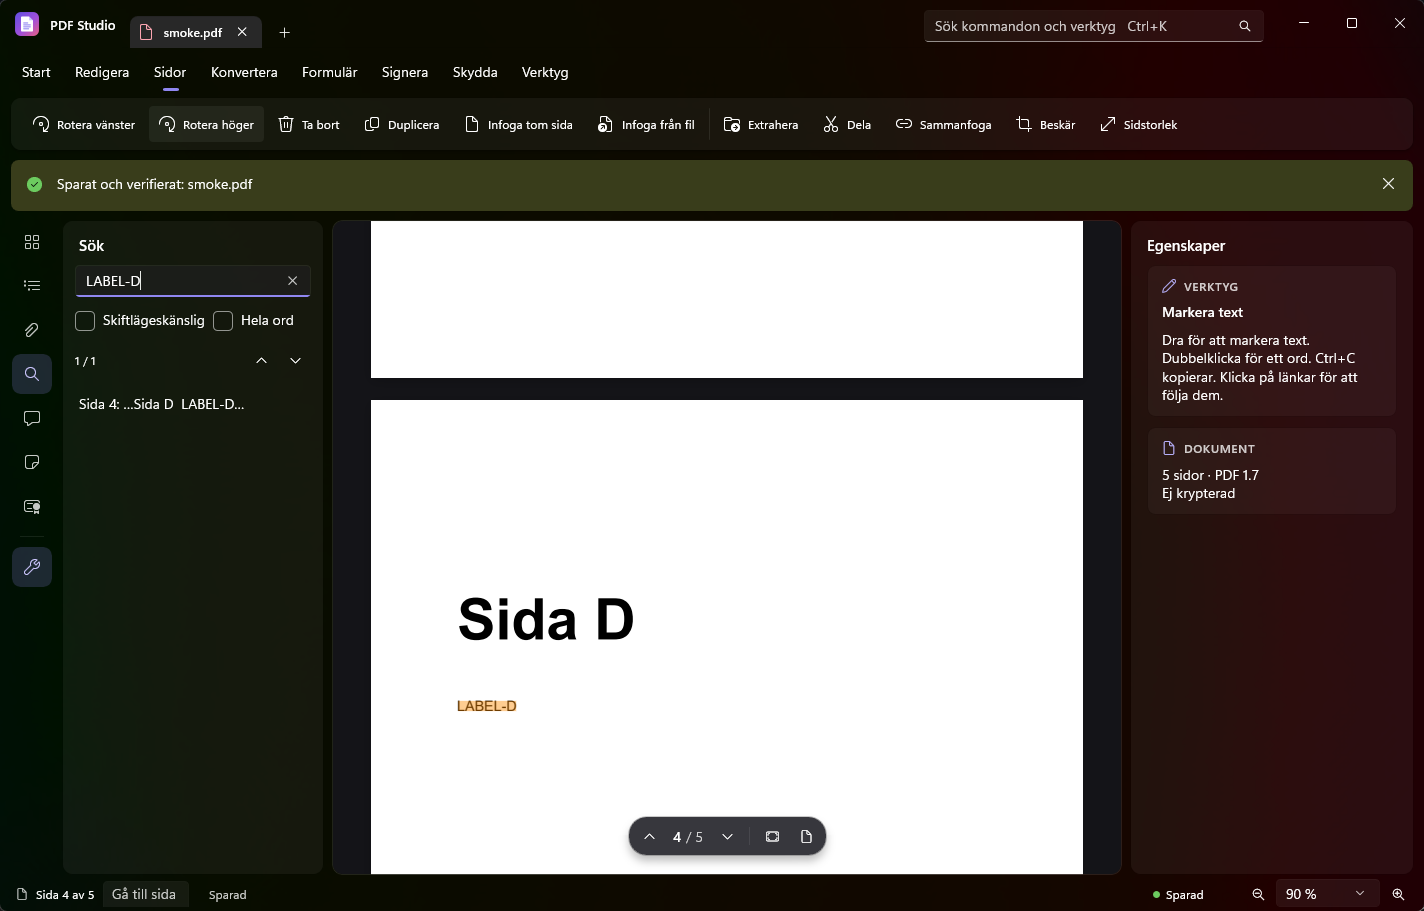 PDF Studio
smoke.pdf
Sök kommandon och verktyg Ctrl+K
Start Redigera Sidor Konvertera Formulär Signera Skydda Verktyg
Rotera vänster Rotera höger Ta bort Duplicera Infoga tom sida Infoga från fil Extrahera Dela Sammanfoga Beskär Sidstorlek
Sparat och verifierat: smoke.pdf
Sök
LABEL-D
Skiftlägeskänslig Hela ord
1 / 1
Sida 4: ...Sida D LABEL-D...
Sida D
LABEL-D
4 / 5
Egenskaper
VERKTYG
Markera text
Dra för att markera text.
Dubbelklicka för ett ord. Ctrl+C
kopierar. Klicka på länkar för att
följa dem.
DOKUMENT
5 sidor · PDF 1.7
Ej krypterad
Sida 4 av 5 Gå till sida Sparad
Sparad 90 %